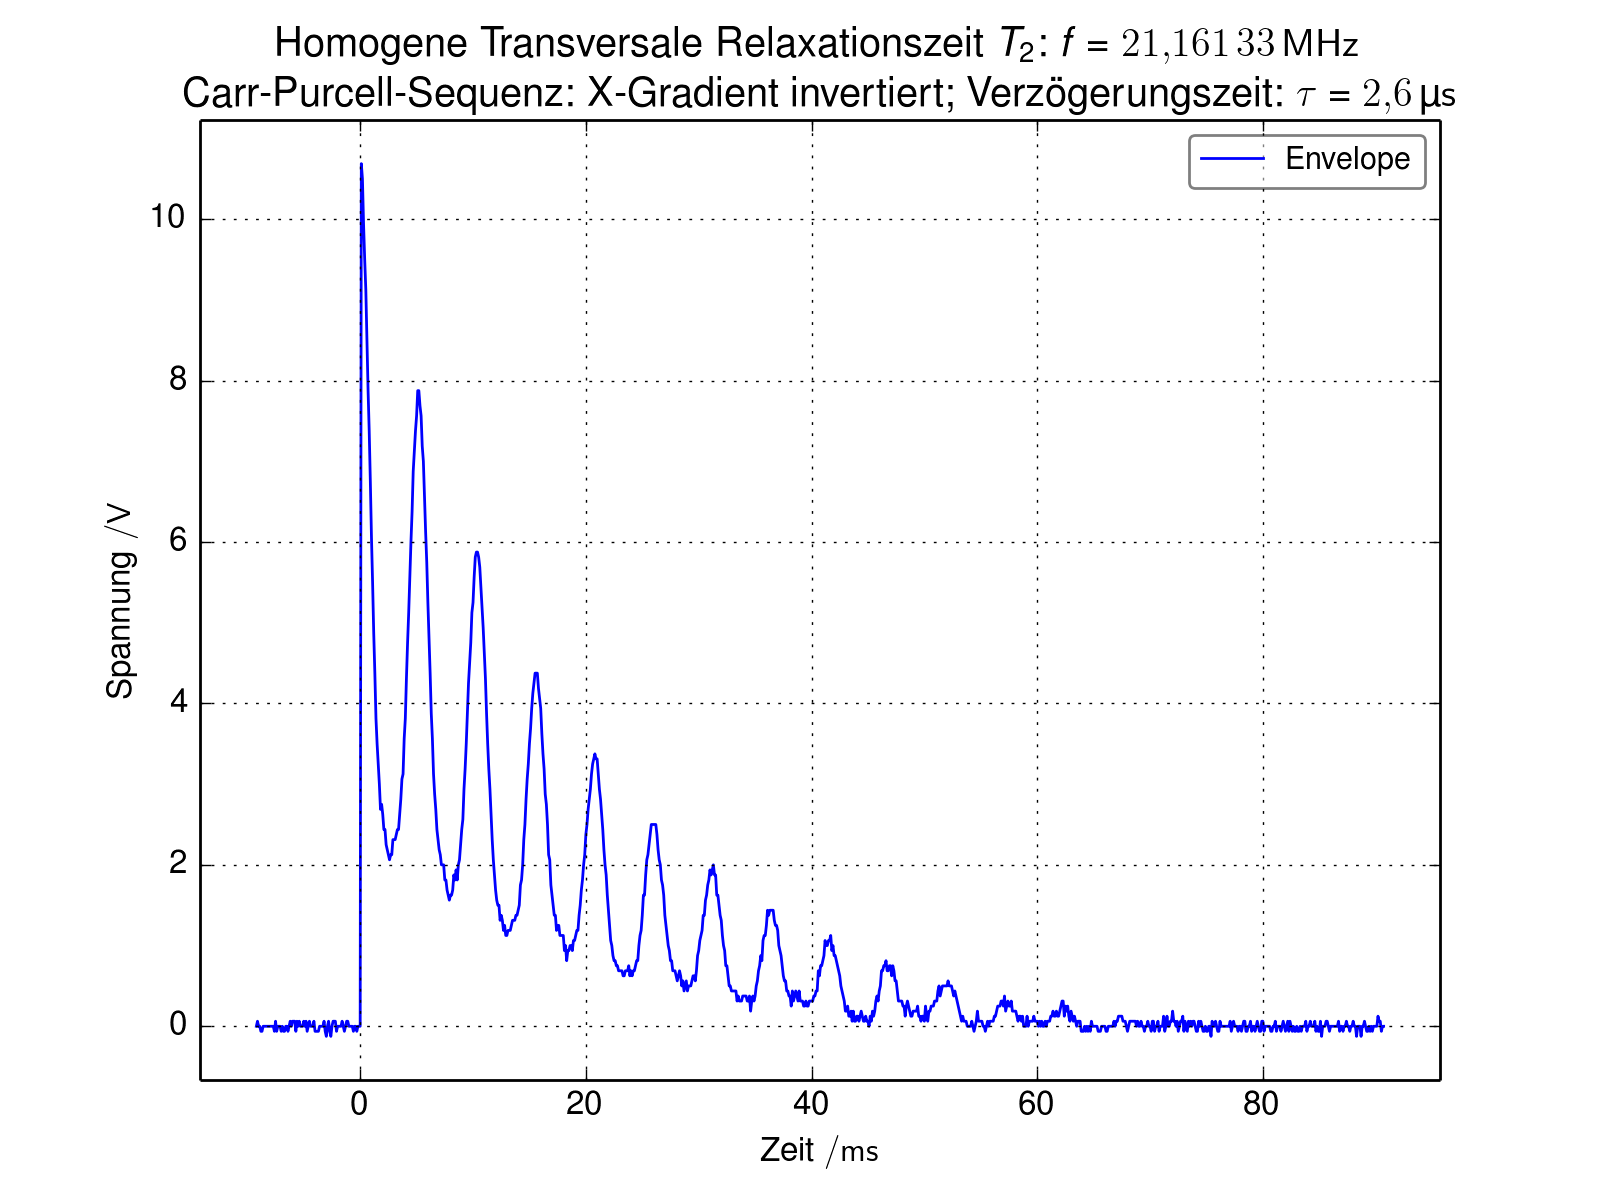 Homogene Transversale Relaxationszeit T₂: f = 21,161 33 MHz
Carr-Purcell-Sequenz: X-Gradient invertiert; Verzögerungszeit: τ = 2,6 µs
Envelope
10
8
6
4
2
0
Spannung /V
0 20 40 60 80
Zeit /ms